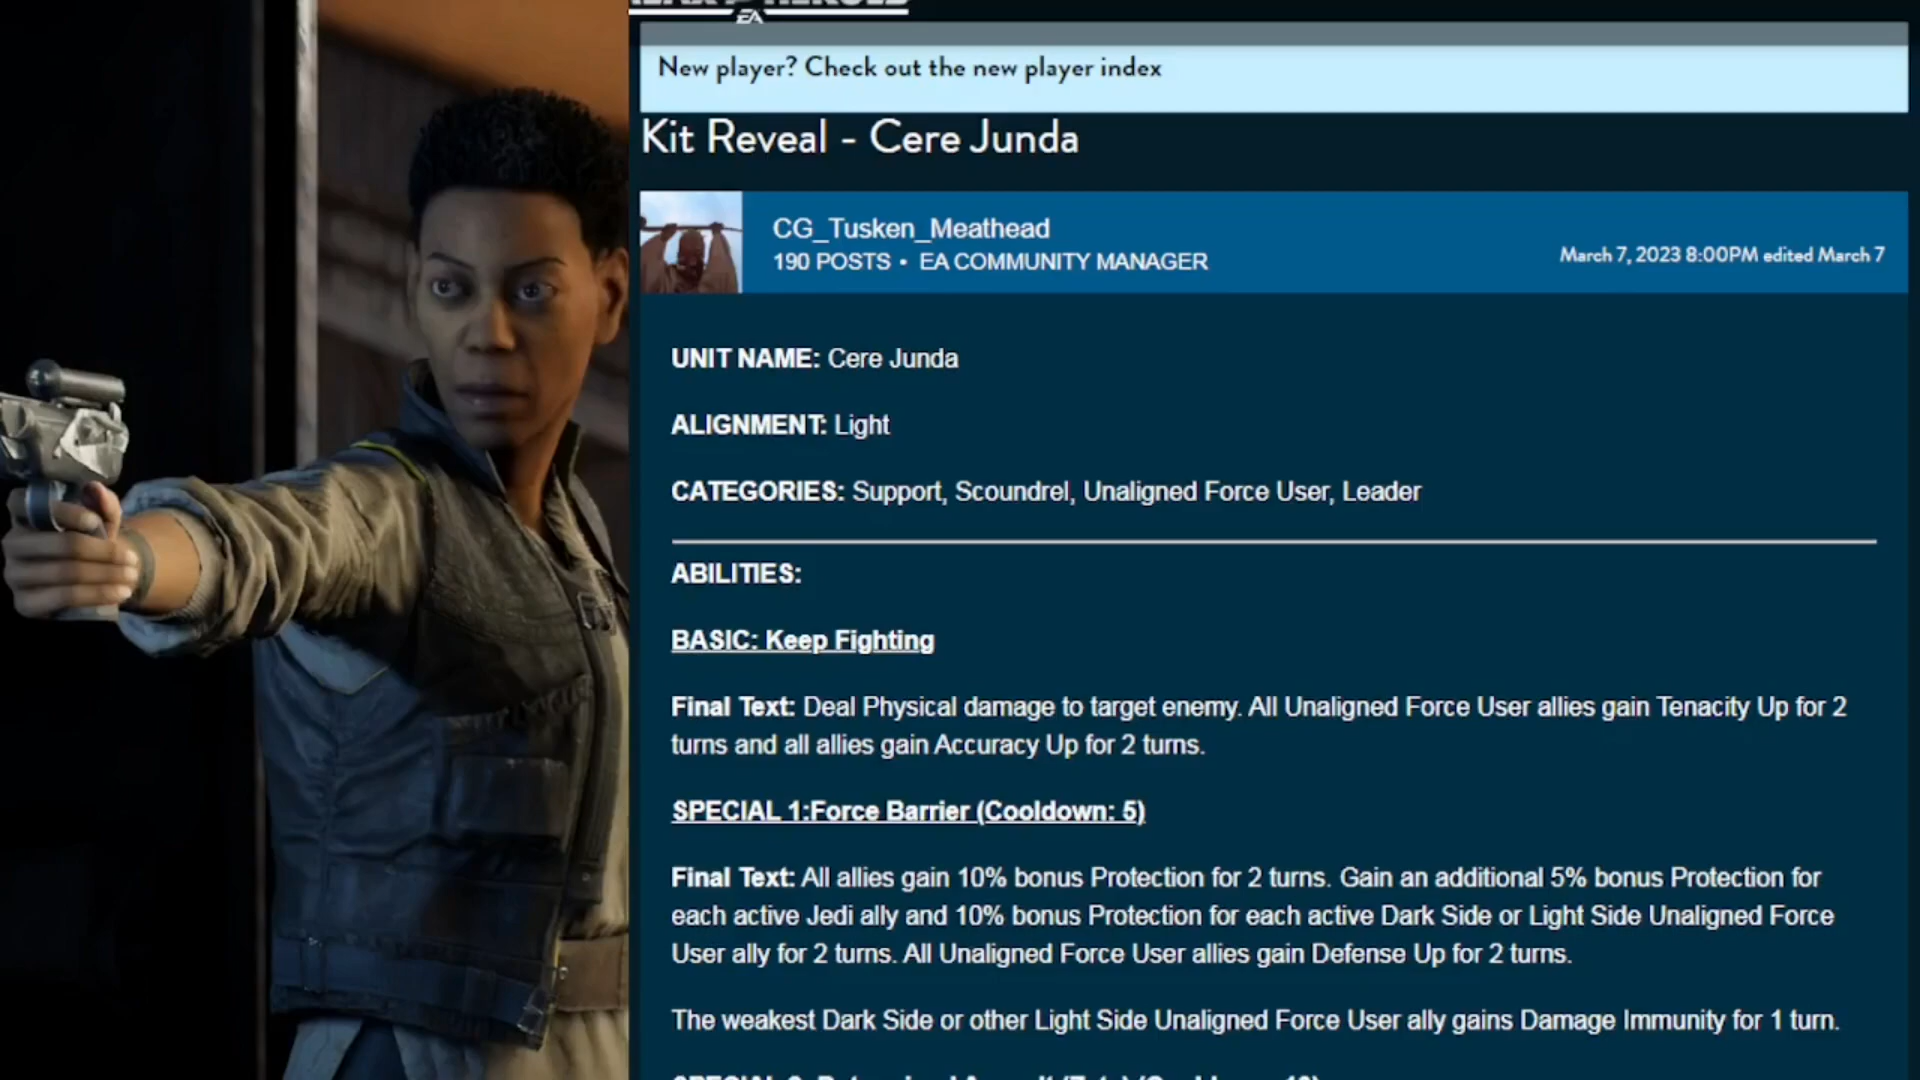 EA
New player? Check out the new player index
Kit Reveal - Cere Junda
CG_Tusken_Meathead
190 POSTS • EA COMMUNITY MANAGER
March 7, 2023 8:00PM edited March 7
UNIT NAME: Cere Junda
ALIGNMENT: Light
CATEGORIES: Support, Scoundrel, Unaligned Force User, Leader
ABILITIES:
BASIC: Keep Fighting
Final Text: Deal Physical damage to target enemy. All Unaligned Force User allies gain Tenacity Up for 2
turns and all allies gain Accuracy Up for 2 turns.
SPECIAL 1:Force Barrier (Cooldown: 5)
Final Text: All allies gain 10% bonus Protection for 2 turns. Gain an additional 5% bonus Protection for
each active Jedi ally and 10% bonus Protection for each active Dark Side or Light Side Unaligned Force
User ally for 2 turns. All Unaligned Force User allies gain Defense Up for 2 turns.
The weakest Dark Side or other Light Side Unaligned Force User ally gains Damage Immunity for 1 turn.